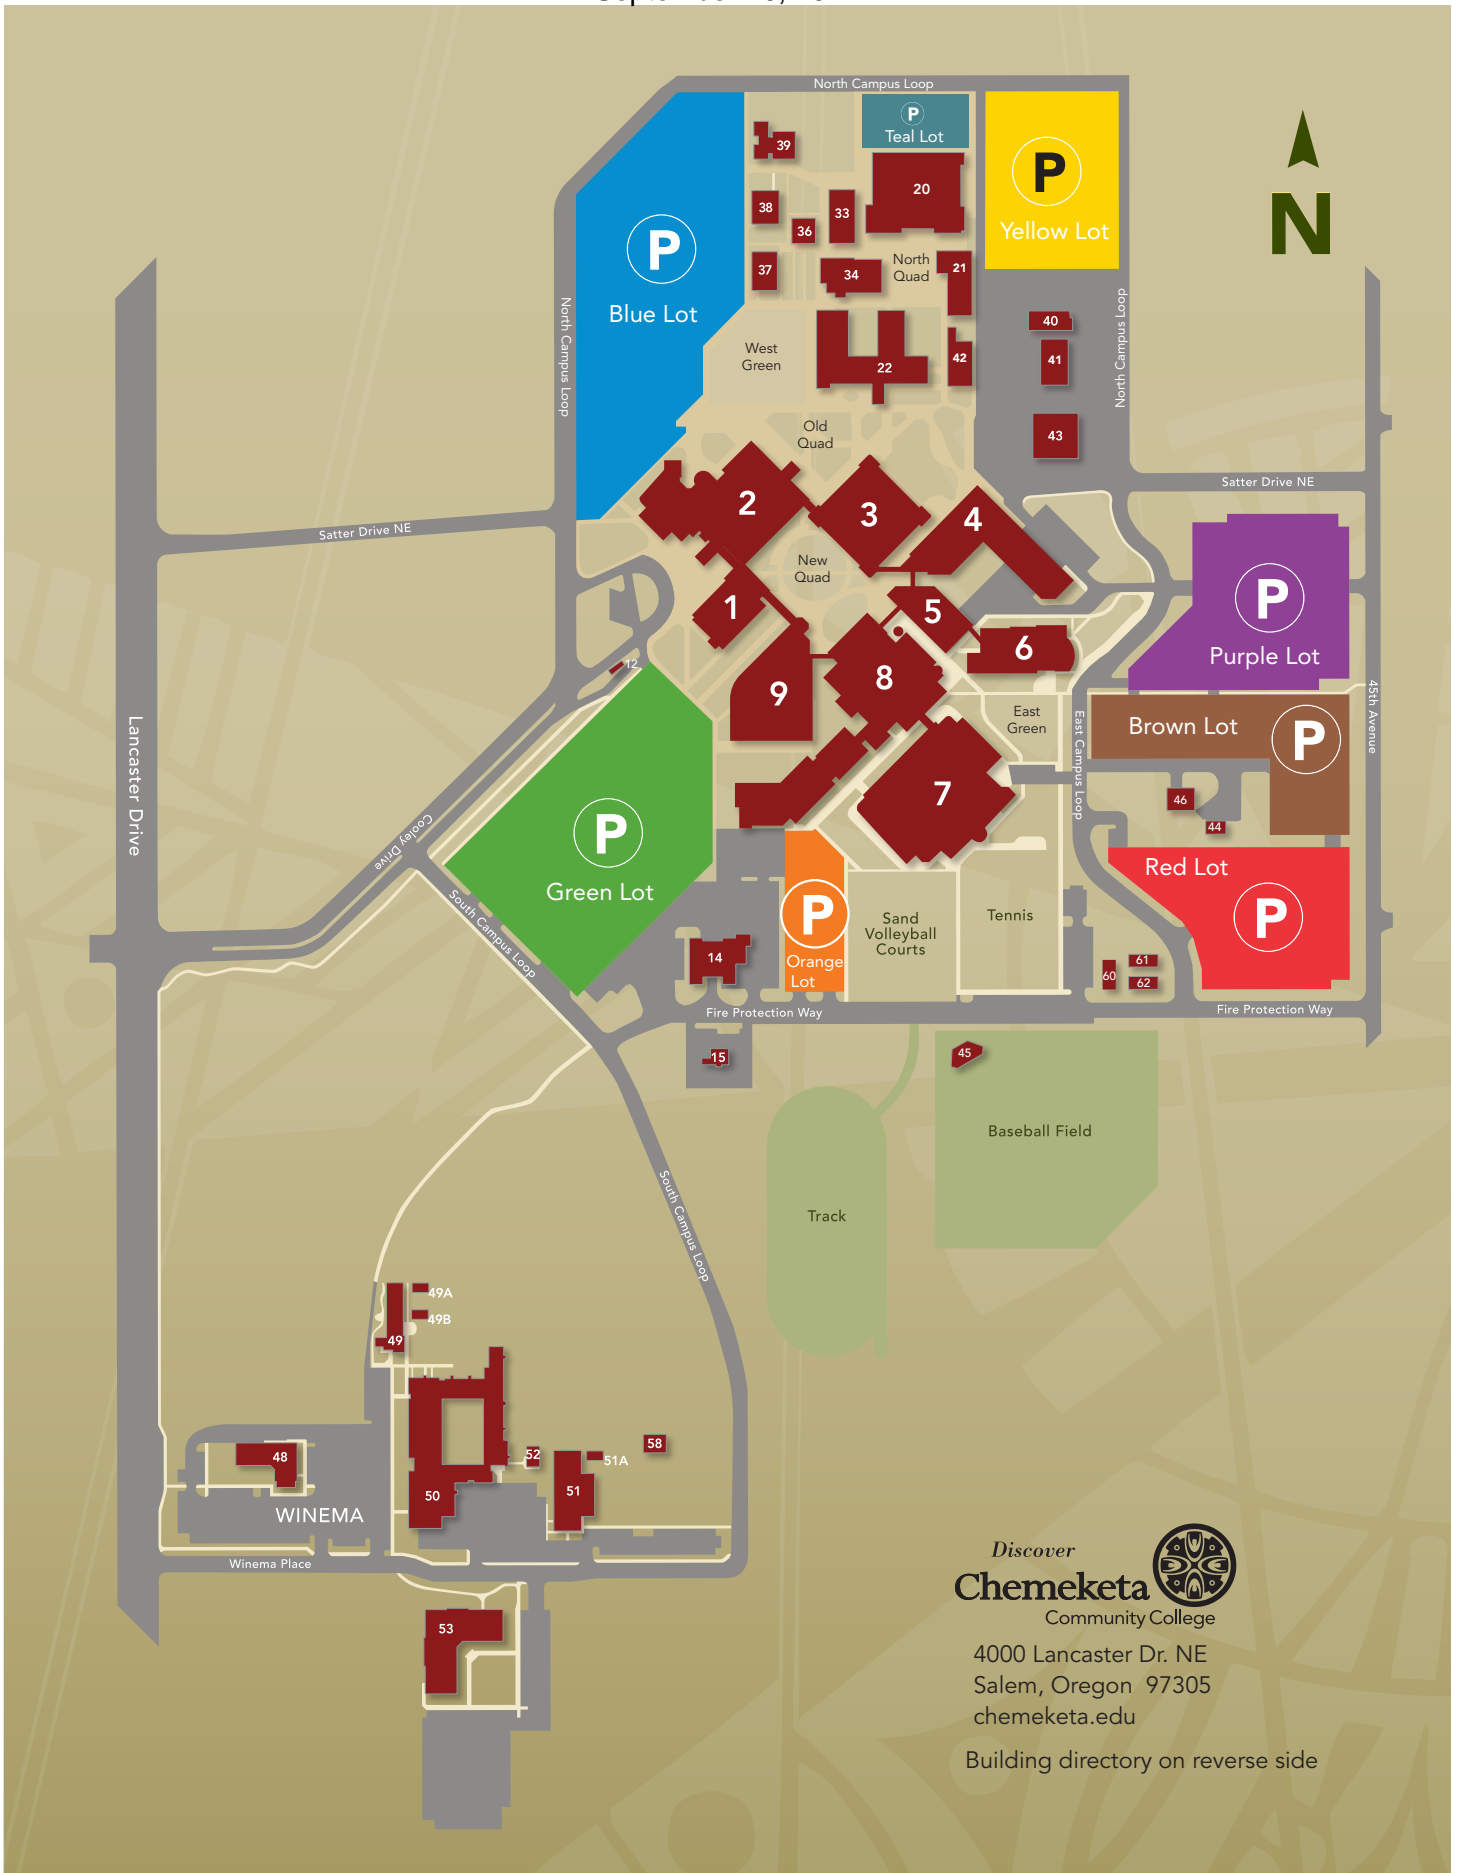 North Campus Loop
P
Teal Lot
39
20
P
Yellow Lot
N
38
33
36
P
Blue Lot
37
34
North
Quad
21
North Campus Loop
North Campus Loop
40
West
Green
22
42
41
Old
Quad
43
Satter Drive NE
2
3
4
Satter Drive NE
New
Quad
1
5
P
Purple Lot
6
12
8
9
East
Green
East Campus Loop
45th Avenue
Brown Lot
P
Lancaster Drive
7
46
44
P
Green Lot
Cooley Drive
South Campus Loop
Red Lot
P
P
Orange
Lot
Sand
Volleyball
Courts
Tennis
14
60
61
62
Fire Protection Way
Fire Protection Way
15
45
Baseball Field
Track
South Campus Loop
49A
49B
49
48
52
58
51A
50
51
WINEMA
Winema Place
53
Discover
Chemeketa
Community College
4000 Lancaster Dr. NE
Salem, Oregon 97305
chemeketa.edu
Building directory on reverse side